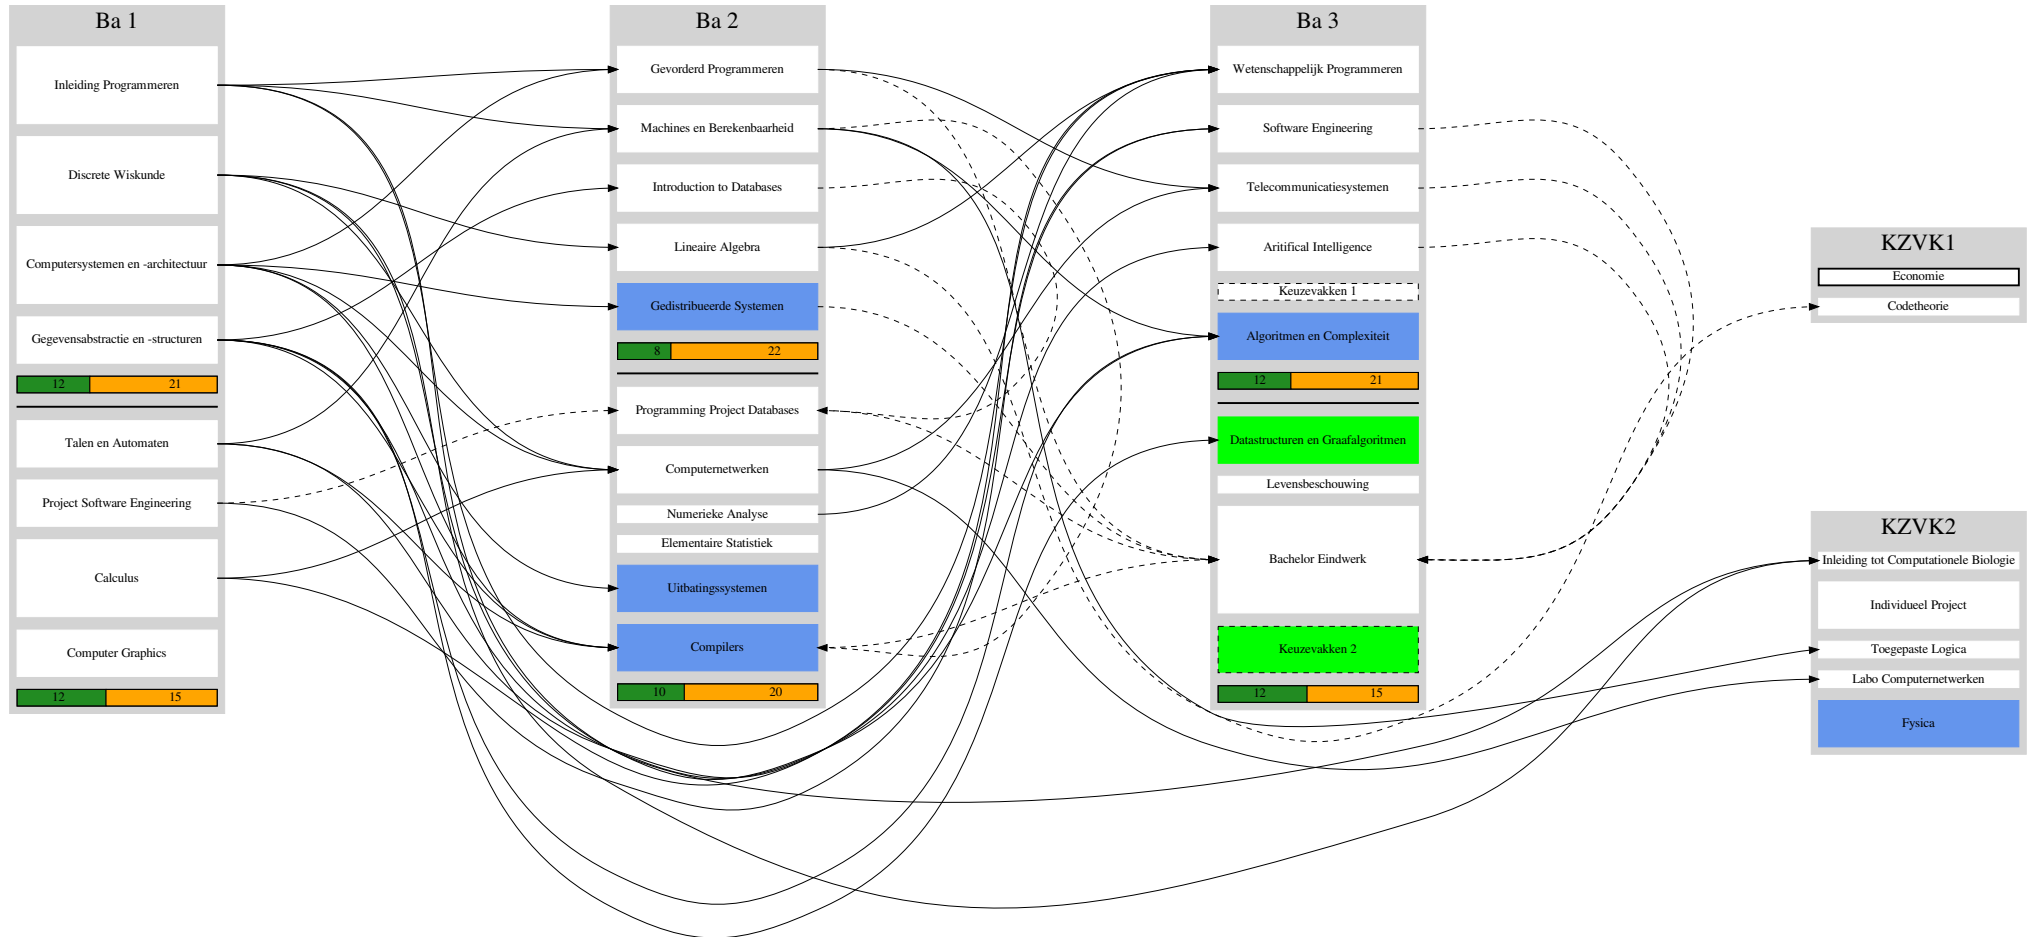 Ba 1
Inleiding Programmeren
Discrete Wiskunde
Computersystemen en -architectuur
Gegevensabstractie en -structuren
12 21
Talen en Automaten
Project Software Engineering
Calculus
Computer Graphics
12 15
Ba 2
Gevorderd Programmeren
Machines en Berekenbaarheid
Introduction to Databases
Lineaire Algebra
Gedistribueerde Systemen
8 22
Programming Project Databases
Computernetwerken
Numerieke Analyse
Elementaire Statistiek
Uitbatingssystemen
Compilers
10 20
Ba 3
Wetenschappelijk Programmeren
Software Engineering
Telecommunicatiesystemen
Aritifical Intelligence
Keuzevakken 1
Algoritmen en Complexiteit
12 21
Datastructuren en Graafalgoritmen
Levensbeschouwing
Bachelor Eindwerk
Keuzevakken 2
12 15
KZVK1
Economie
Codetheorie
KZVK2
Inleiding tot Computationele Biologie
Individueel Project
Toegepaste Logica
Labo Computernetwerken
Fysica